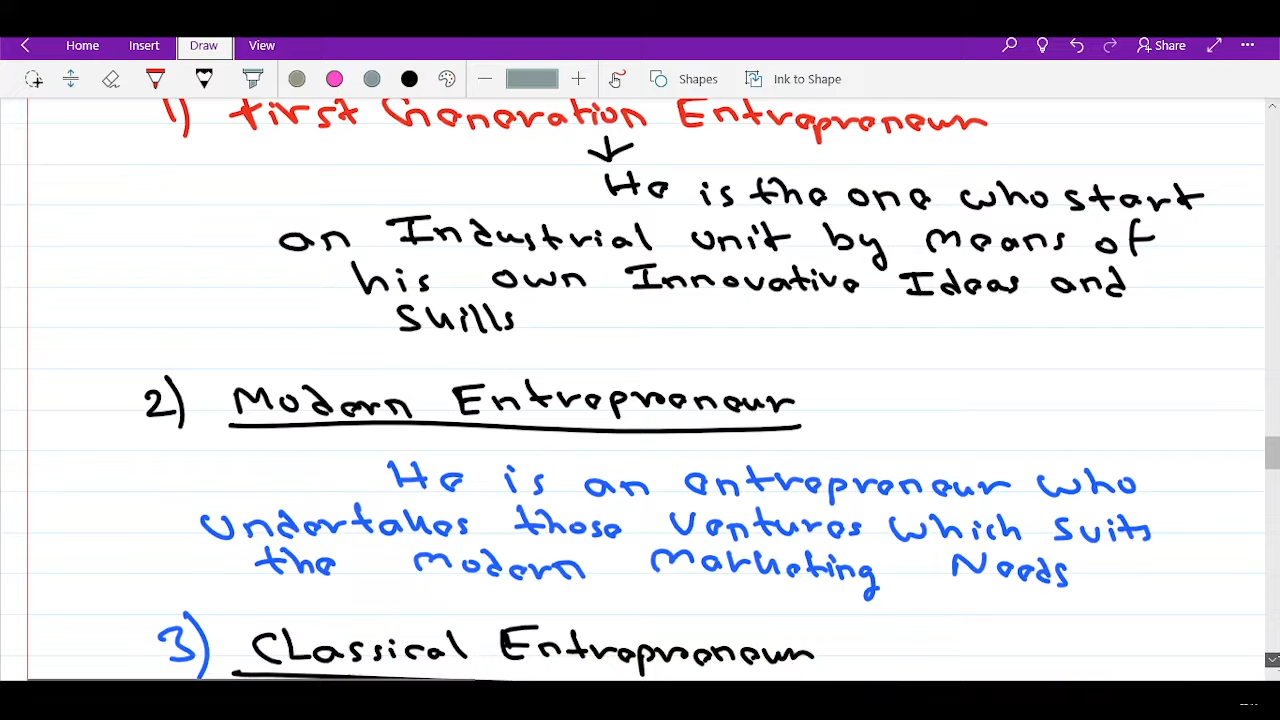 Home Insert Draw View Share
Shapes Ink to Shape
1) First Generation Entrepreneur
He is the one who start
an Industrial unit by means of
his own Innovative Ideas and
Skills
2) Modern Entrepreneur
He is an entrepreneur who
undertakes those ventures which suits
the modern Marketing Needs
3) Classical Entrepreneur